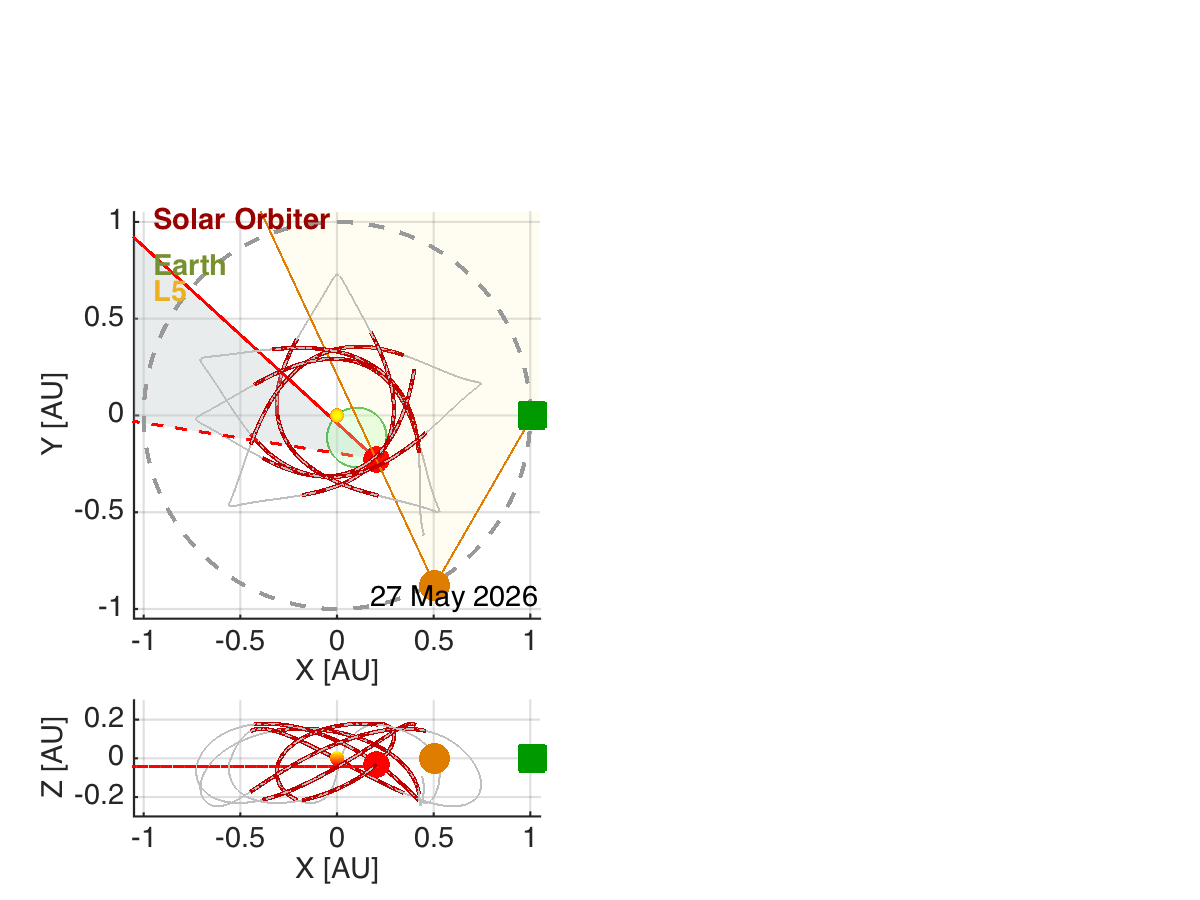 Solar Orbiter
Earth
L5
27 May 2026
1
0.5
0
-0.5
-1
Y [AU]
-1 -0.5 0 0.5 1
X [AU]
0.2
0
-0.2
Z [AU]
-1 -0.5 0 0.5 1
X [AU]